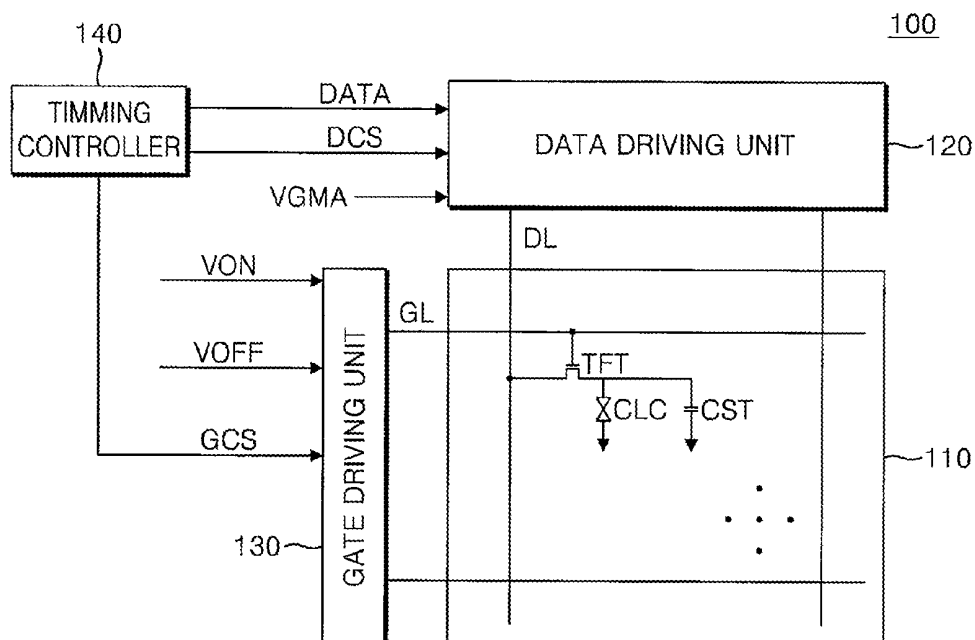 100
140
TIMMING
CONTROLLER
DATA
DCS
VGMA
DATA DRIVING UNIT
120
DL
VON
VOFF
GCS
GATE DRIVING UNIT
130
GL
TFT
CLC
CST
110